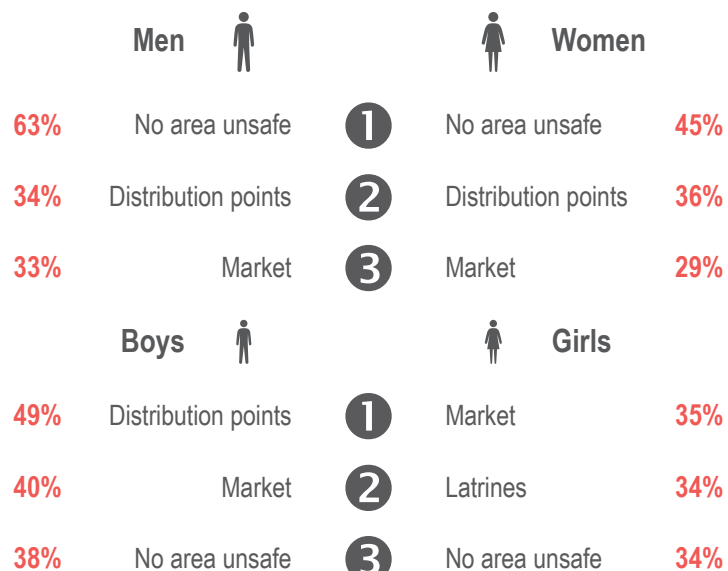 Men Women
63% No area unsafe 1 No area unsafe 45%
34% Distribution points 2 Distribution points 36%
33% Market 3 Market 29%
Boys Girls
49% Distribution points 1 Market 35%
40% Market 2 Latrines 34%
38% No area unsafe 3 No area unsafe 34%